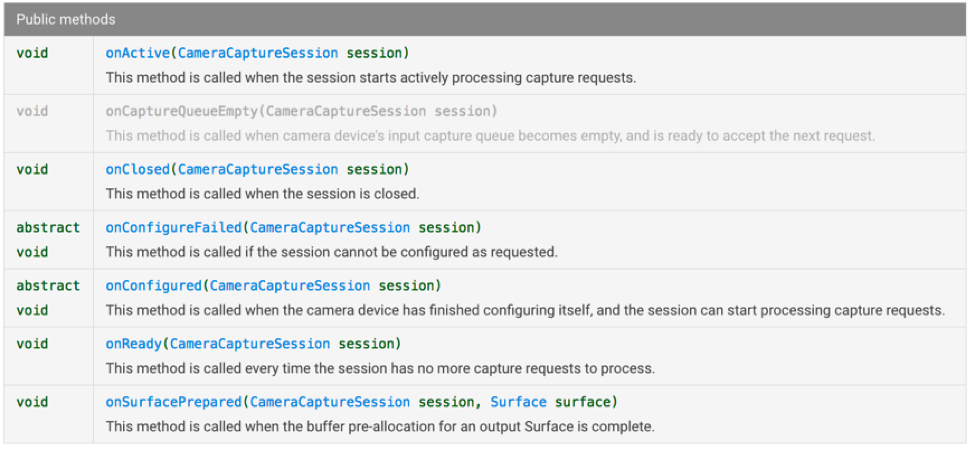 Public methods
void onActive(CameraCaptureSession session)
This method is called when the session starts actively processing capture requests.
void onCaptureQueueEmpty(CameraCaptureSession session)
This method is called when camera device's input capture queue becomes empty, and is ready to accept the next request.
void onClosed(CameraCaptureSession session)
This method is called when the session is closed.
abstract onConfigureFailed(CameraCaptureSession session)
void This method is called if the session cannot be configured as requested.
abstract onConfigured(CameraCaptureSession session)
void This method is called when the camera device has finished configuring itself, and the session can start processing capture requests.
void onReady(CameraCaptureSession session)
This method is called every time the session has no more capture requests to process.
void onSurfacePrepared(CameraCaptureSession session, Surface surface)
This method is called when the buffer pre-allocation for an output Surface is complete.